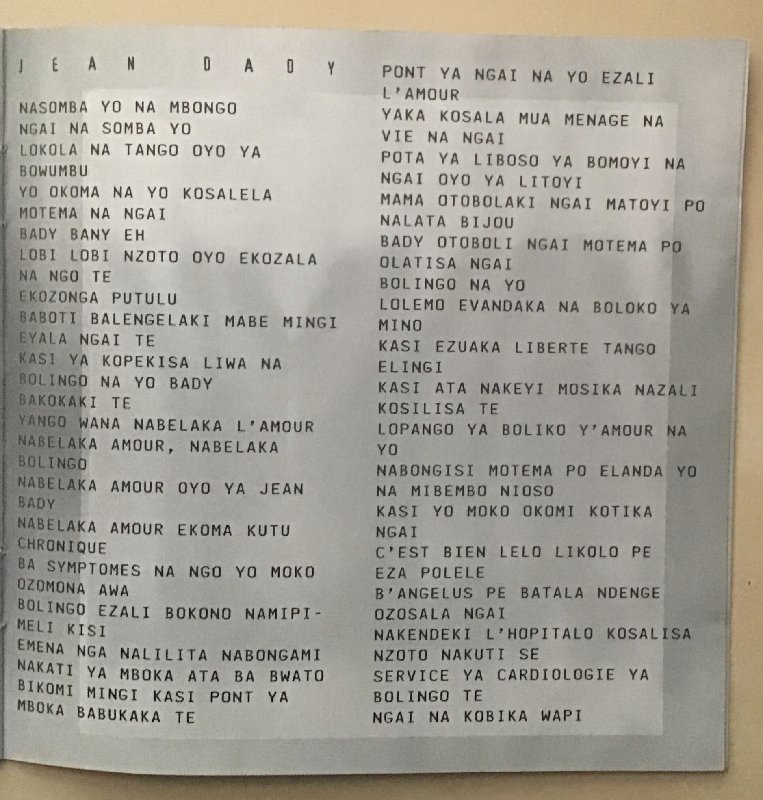 JEAN DADY
NASOMBA YO NA MBONGO
NGAI NA SOMBA YO
LOKOLA NA TANGO OYO YA
BOWUMBU
YO OKOMA NA YO KOSALELA
MOTEMA NA NGAI
BADY BANY EH
LOBI LOBI NZOTO OYO EKOZALA
NA NGO TE
EKOZONGA PUTULU
BABOTI BALENGELAKI MABE MINGI
EYALA NGAI TE
KASI YA KOPEKISA LIWA NA
BOLINGO NA YO BADY
BAKOKAKI TE
YANGO WANA NABELAKA L'AMOUR
NABELAKA AMOUR, NABELAKA
BOLINGO
NABELAKA AMOUR OYO YA JEAN
BADY
NABELAKA AMOUR EKOMA KUTU
CHRONIQUE
BA SYMPTOMES NA NGO YO MOKO
OZOMONA AWA
BOLINGO EZALI BOKONO NAMIPI-
MELI KISI
EMENA NGA NALILITA NABONGAMI
NAKATI YA MBOKA ATA BA BWATO
BIKOMI MINGI KASI PONT YA
MBOKA BABUKAKA TE
PONT YA NGAI NA YO EZALI
L'AMOUR
YAKA KOSALA MUA MENAGE NA
VIE NA NGAI
POTA YA LIBOSO YA BOMOYI NA
NGAI OYO YA LITOYI
MAMA OTOBOLAKI NGAI MATOYI PO
NALATA BIJOU
BADY OTOBOLI NGAI MOTEMA PO
OLATISA NGAI
BOLINGO NA YO
LOLEMO EVANDAKA NA BOLOKO YA
MINO
KASI EZUAKA LIBERTE TANGO
ELINGI
KASI ATA NAKEYI MOSIKA NAZALI
KOSILISA TE
LOPANGO YA BOLIKO Y'AMOUR NA
YO
NABONGISI MOTEMA PO ELANDA YO
NA MIBEMBO NIOSO
KASI YO MOKO OKOMI KOTIKA
NGAI
C'EST BIEN LELO LIKOLO PE
EZA POLELE
B'ANGELUS PE BATALA NDENGE
OZOSALA NGAI
NAKENDEKI L'HOPITALO KOSALISA
NZOTO NAKUTI SE
SERVICE YA CARDIOLOGIE YA
BOLINGO TE
NGAI NA KOBIKA WAPI